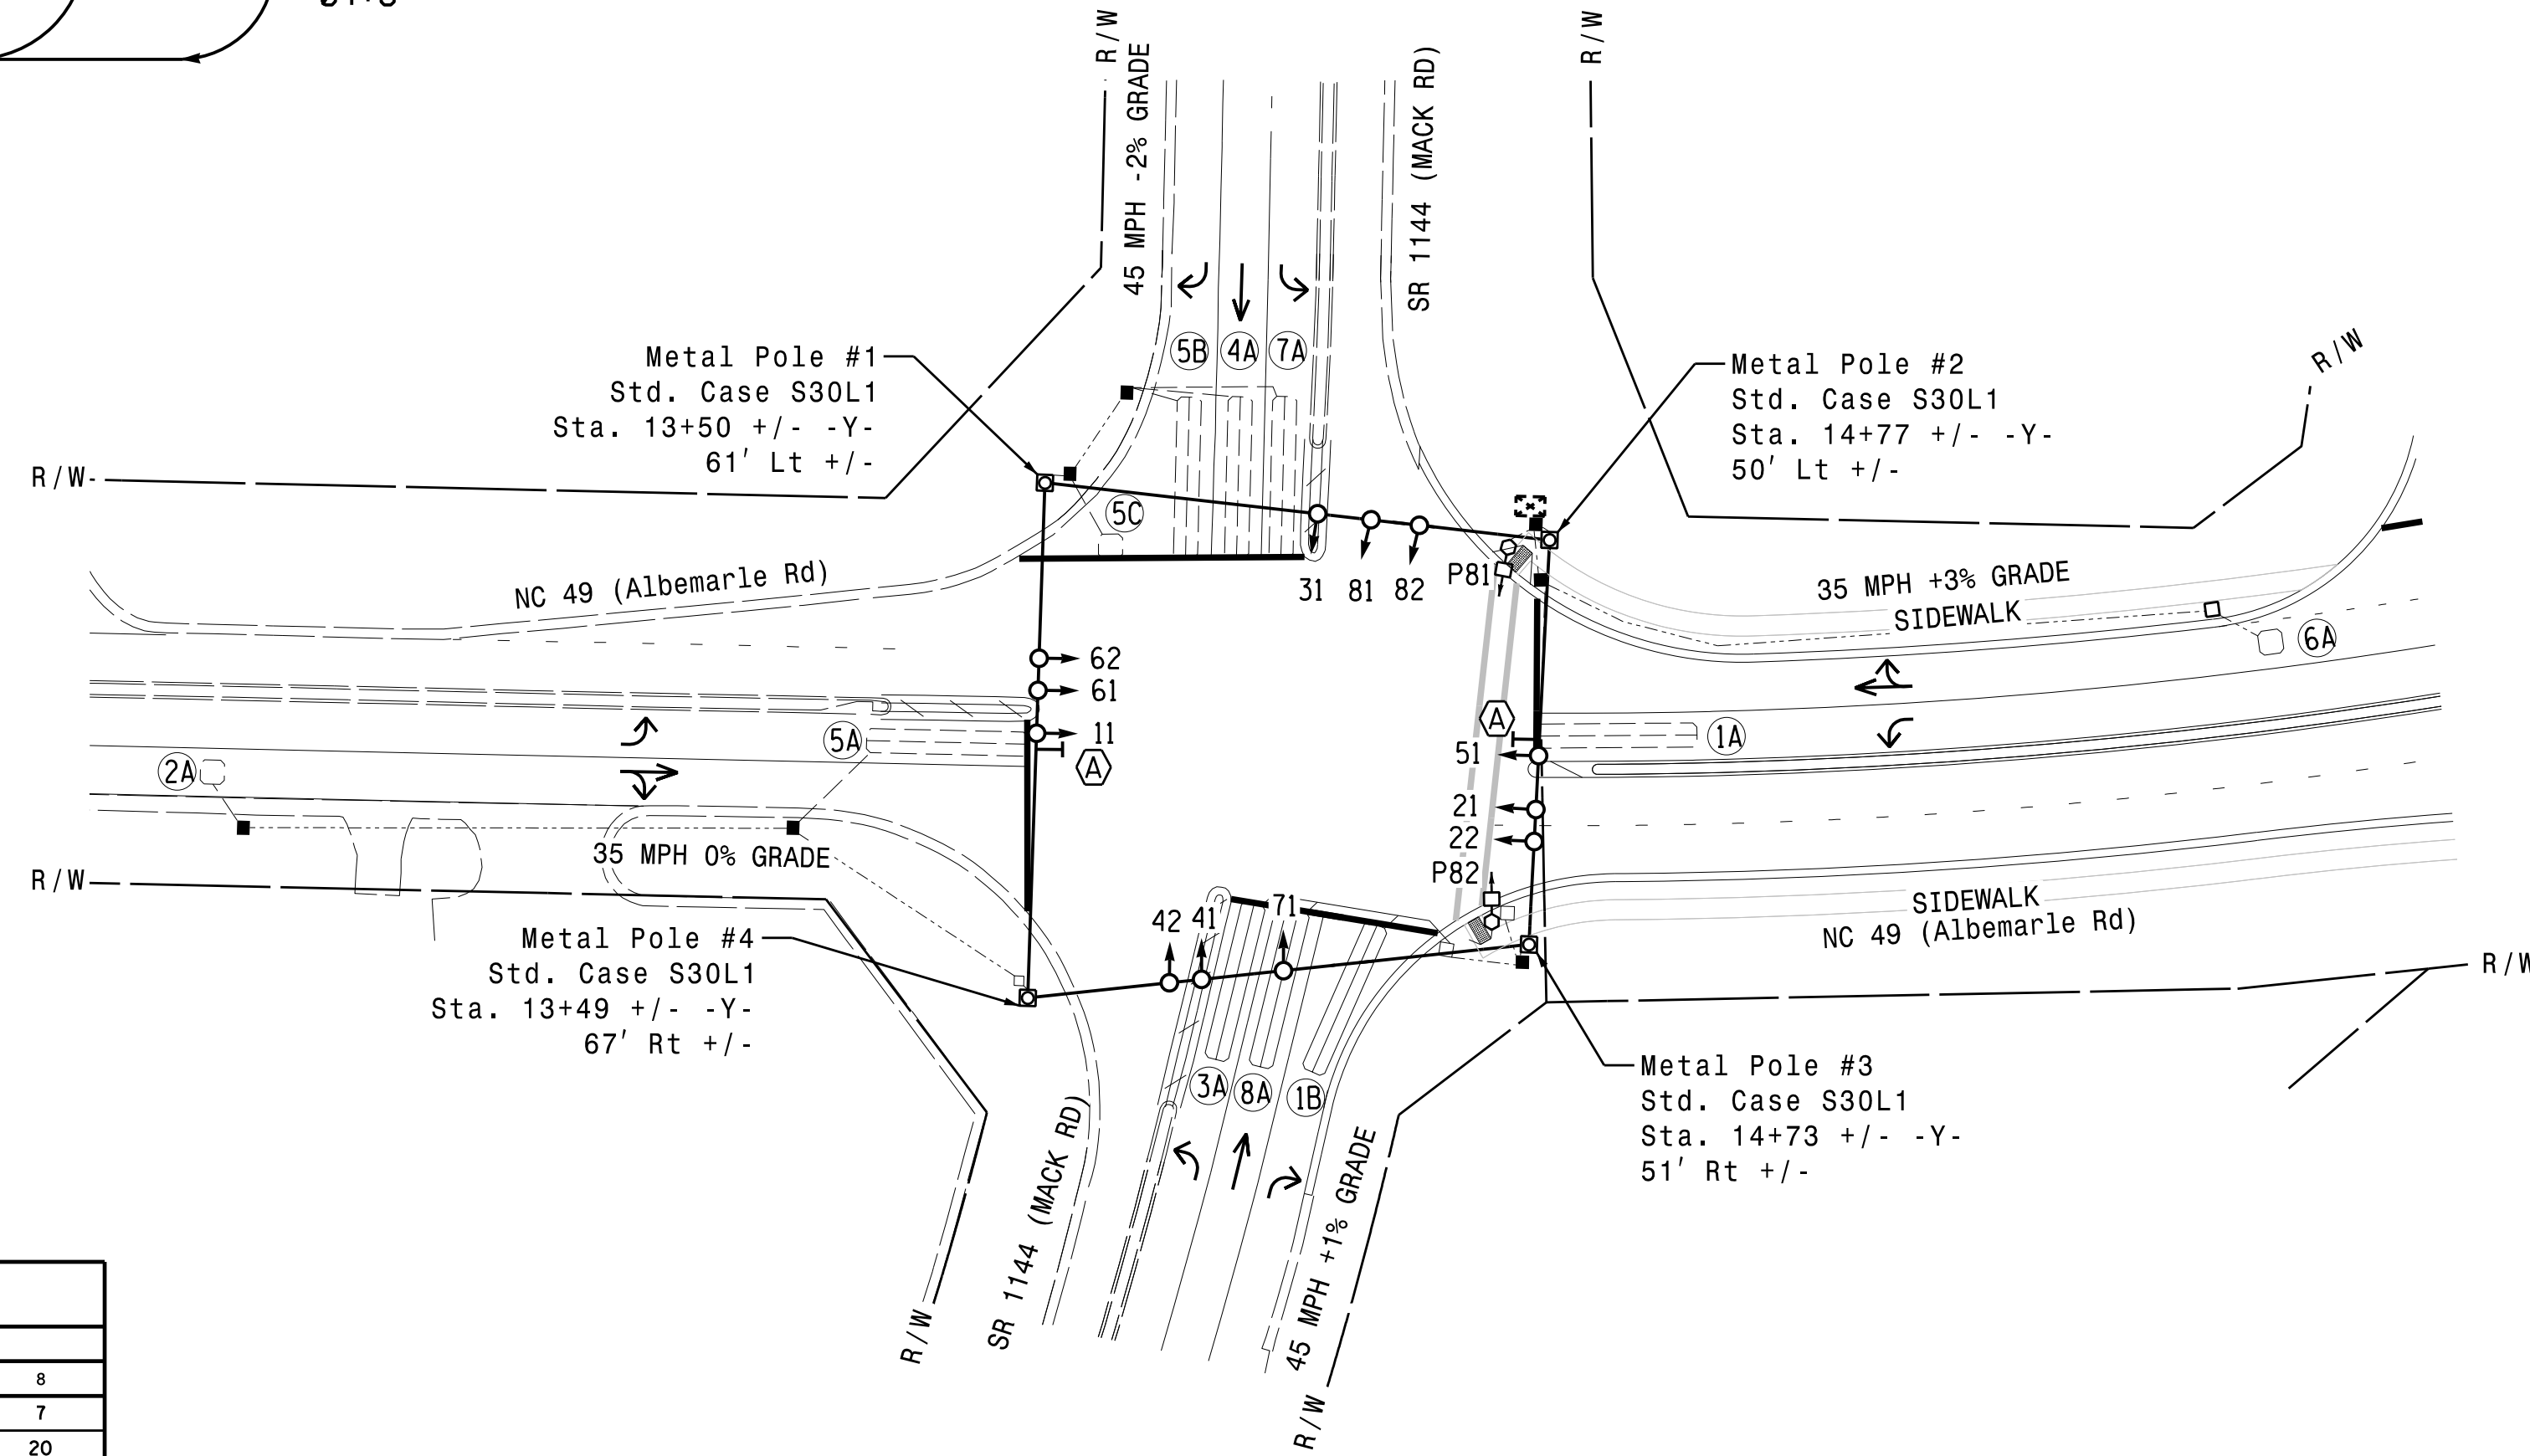 R/W
R/W
45 MPH -2% GRADE
SR 1144 (MACK RD)
5B
4A
7A
Metal Pole #1
Std. Case S30L1
Sta. 13+50 +/- -Y-
61' Lt +/-
Metal Pole #2
Std. Case S30L1
Sta. 14+77 +/- -Y-
50' Lt +/-
R/W
R/W
5C
NC 49 (Albemarle Rd)
31
81
82
P81
35 MPH +3% GRADE
SIDEWALK
6A
62
61
11
A
A
51
1A
5A
2A
21
22
P82
35 MPH 0% GRADE
R/W
SIDEWALK
NC 49 (Albemarle Rd)
R/W
42
41
71
Metal Pole #4
Std. Case S30L1
Sta. 13+49 +/- -Y-
67' Rt +/-
3A
8A
1B
Metal Pole #3
Std. Case S30L1
Sta. 14+73 +/- -Y-
51' Rt +/-
SR 1144 (MACK RD)
45 MPH +1% GRADE
R/W
R/W
8
7
20